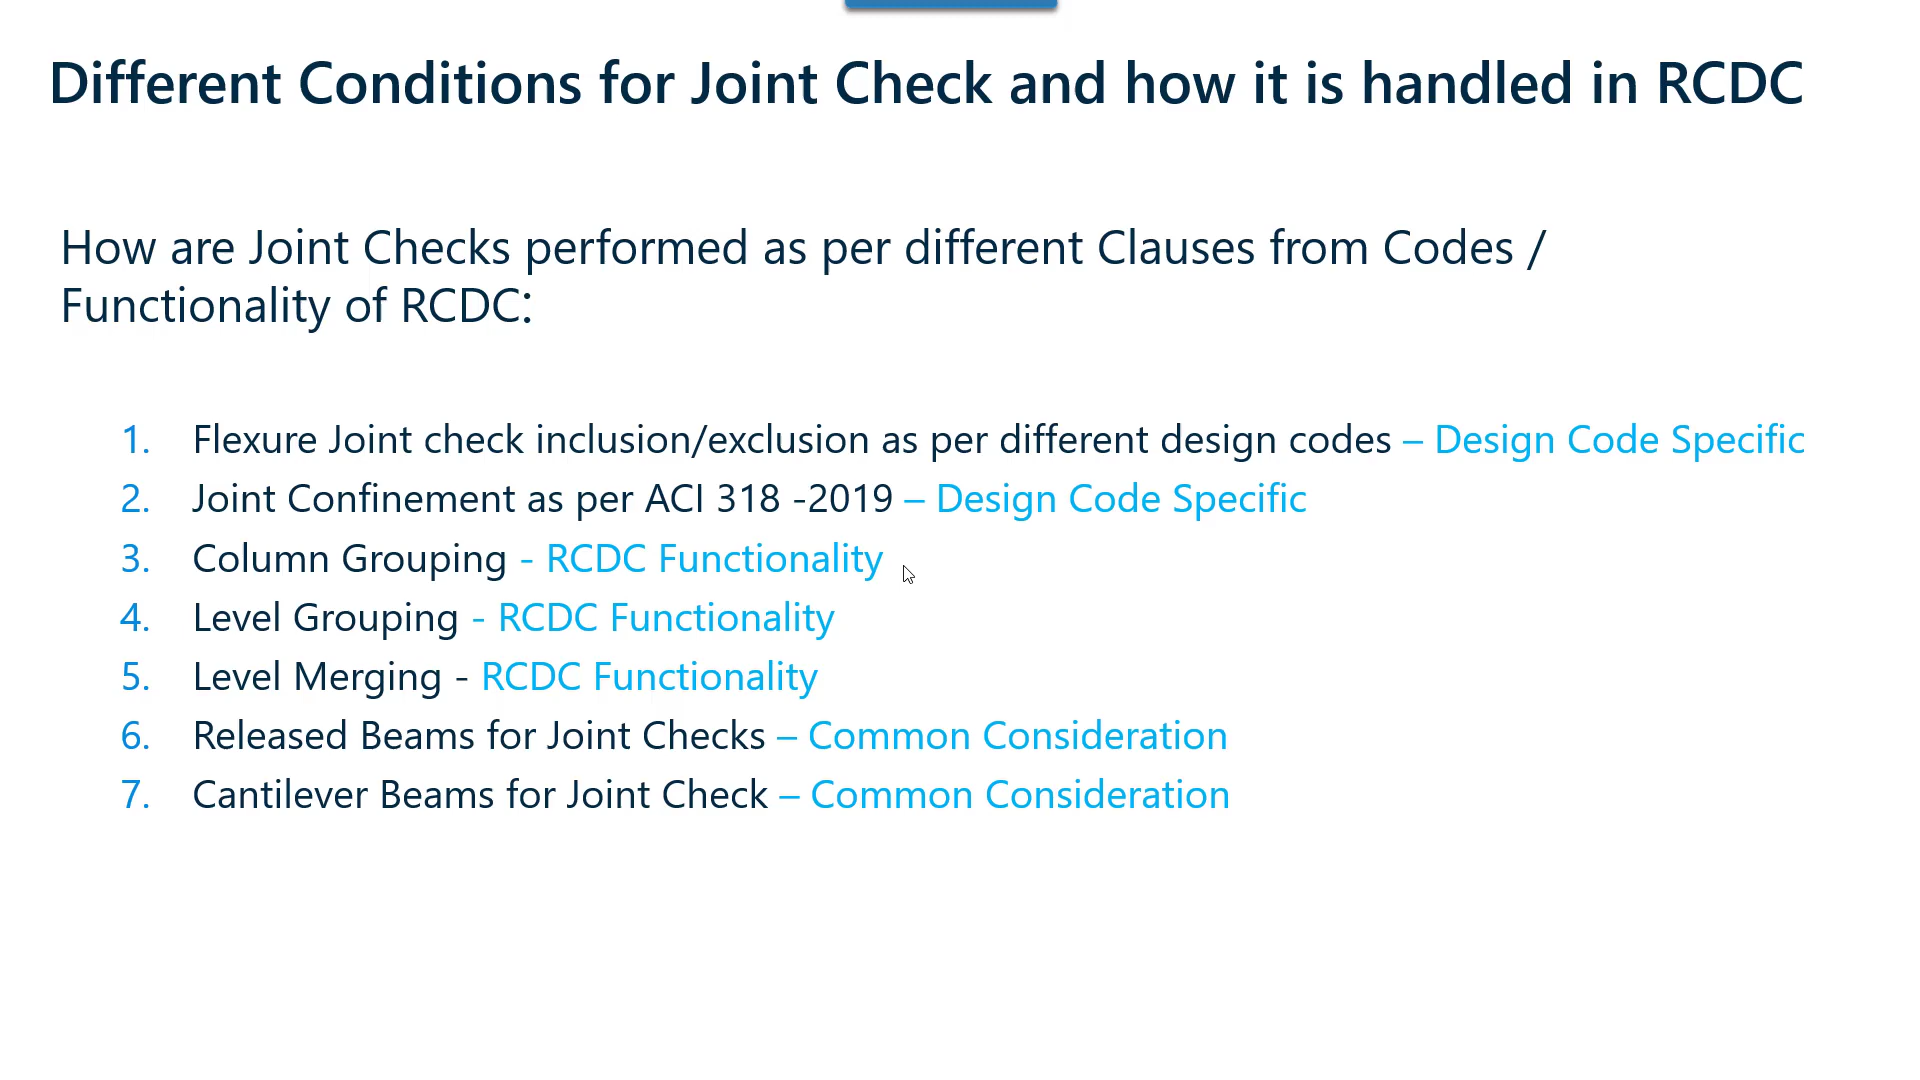 Different Conditions for Joint Check and how it is handled in RCDC
How are Joint Checks performed as per different Clauses from Codes /
Functionality of RCDC:
1. Flexure Joint check inclusion/exclusion as per different design codes – Design Code Specific
2. Joint Confinement as per ACI 318 -2019 – Design Code Specific
3. Column Grouping - RCDC Functionality
4. Level Grouping - RCDC Functionality
5. Level Merging - RCDC Functionality
6. Released Beams for Joint Checks – Common Consideration
7. Cantilever Beams for Joint Check – Common Consideration